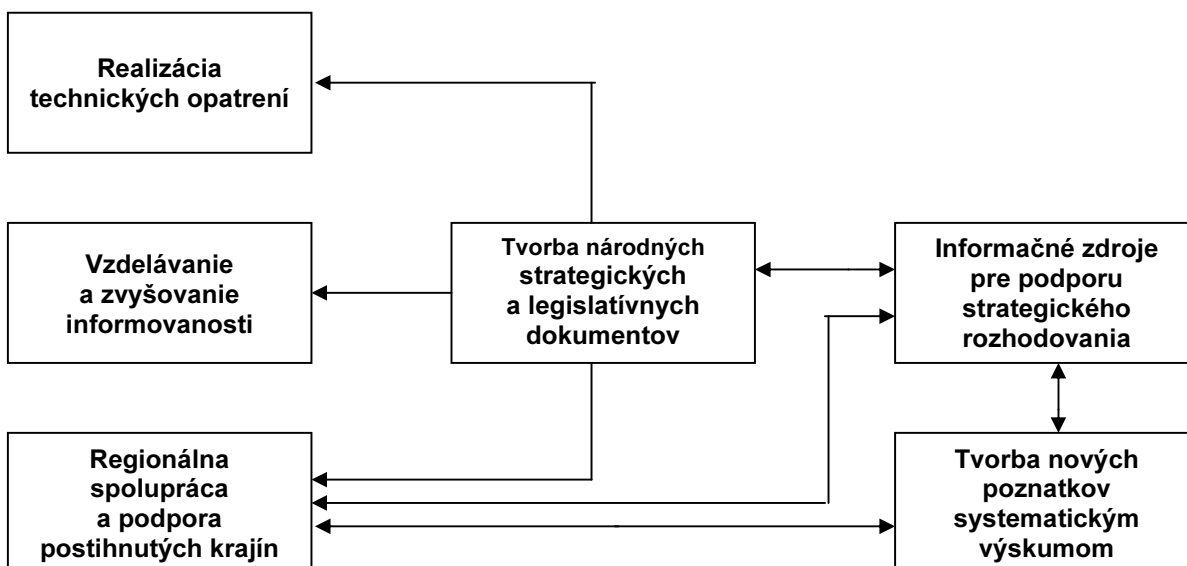 Realizácia
technických opatrení
Vzdelávanie
a zvyšovanie
informovanosti
Tvorba národných
strategických
a legislatívnych
dokumentov
Informačné zdroje
pre podporu
strategického
rozhodovania
Regionálna
spolupráca
a podpora
postihnutých krajín
Tvorba nových
poznatkov
systematickým
výskumom